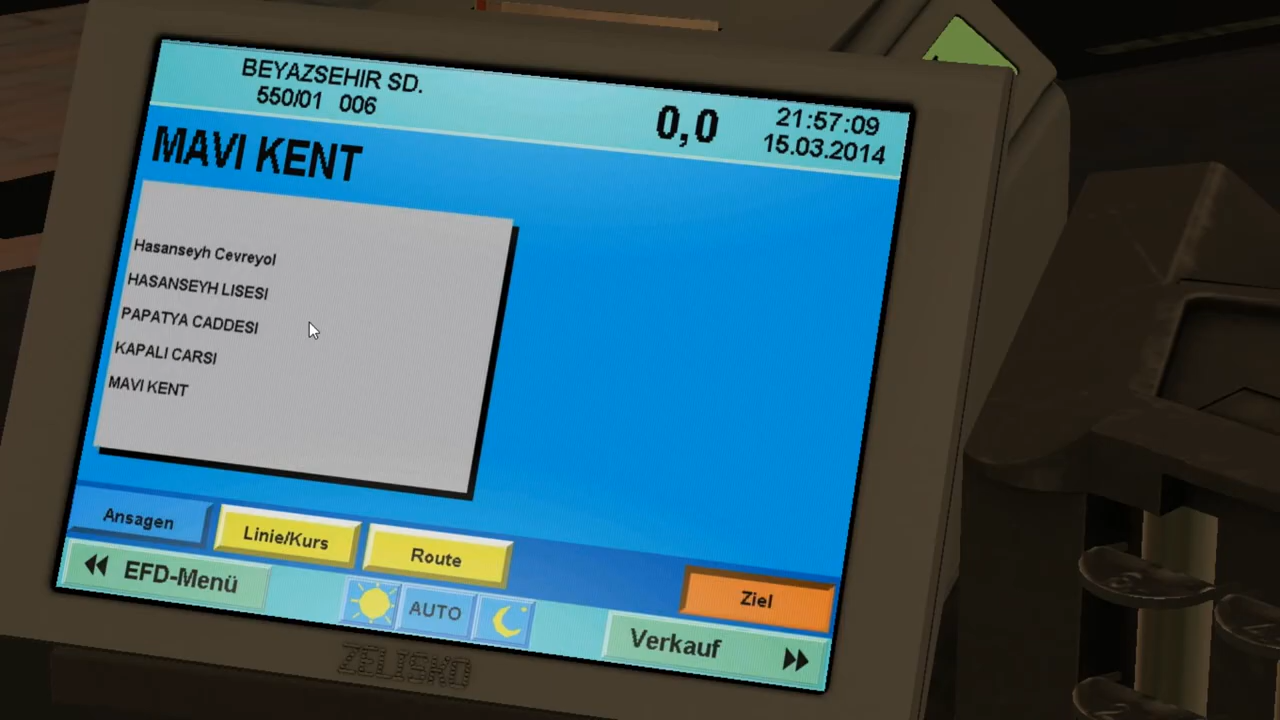 BEYAZSEHIR SD.
550/01 006
0,0
21:57:09
15.03.2014
MAVI KENT
Hasanseyh Cevreyol
HASANSEYH LISESI
PAPATYA CADDESI
KAPALI CARSI
MAVI KENT
Ansagen
Linie/Kurs
Route
Ziel
EFD-Menü
AUTO
Verkauf
ZELISKO